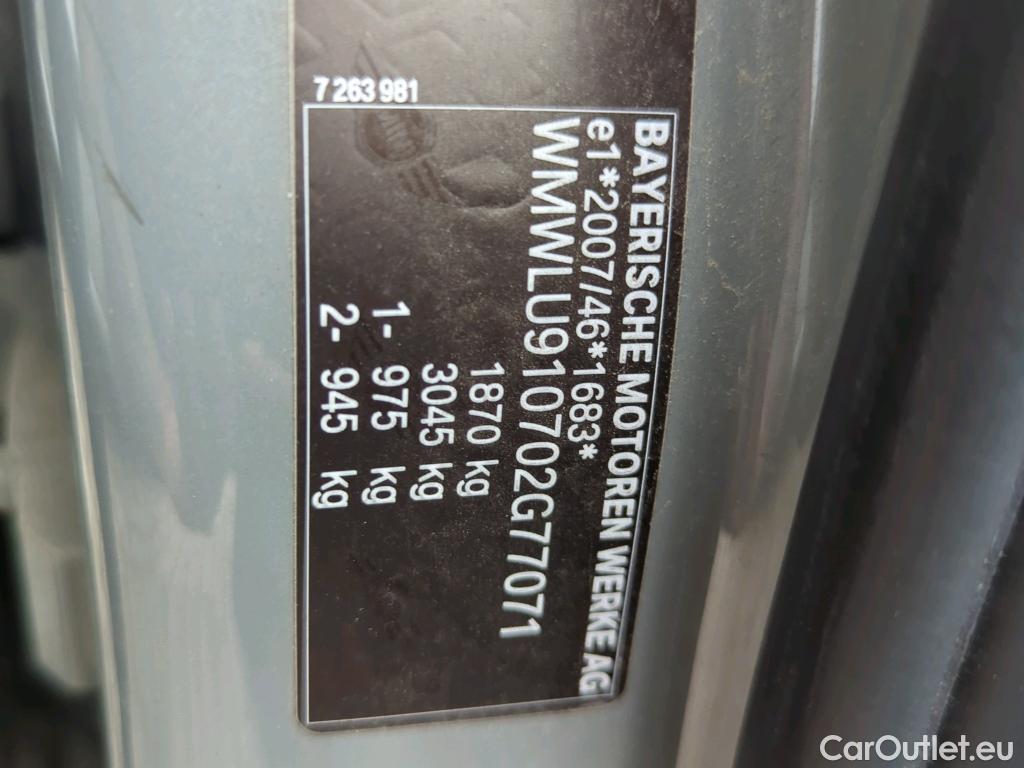 7 263 981
BAYERISCHE MOTOREN WERKE AG
e1*2007/46*1683*
WMWLU910702G77071
1870 kg
3045 kg
1- 975 kg
2- 945 kg
CarOutlet.eu